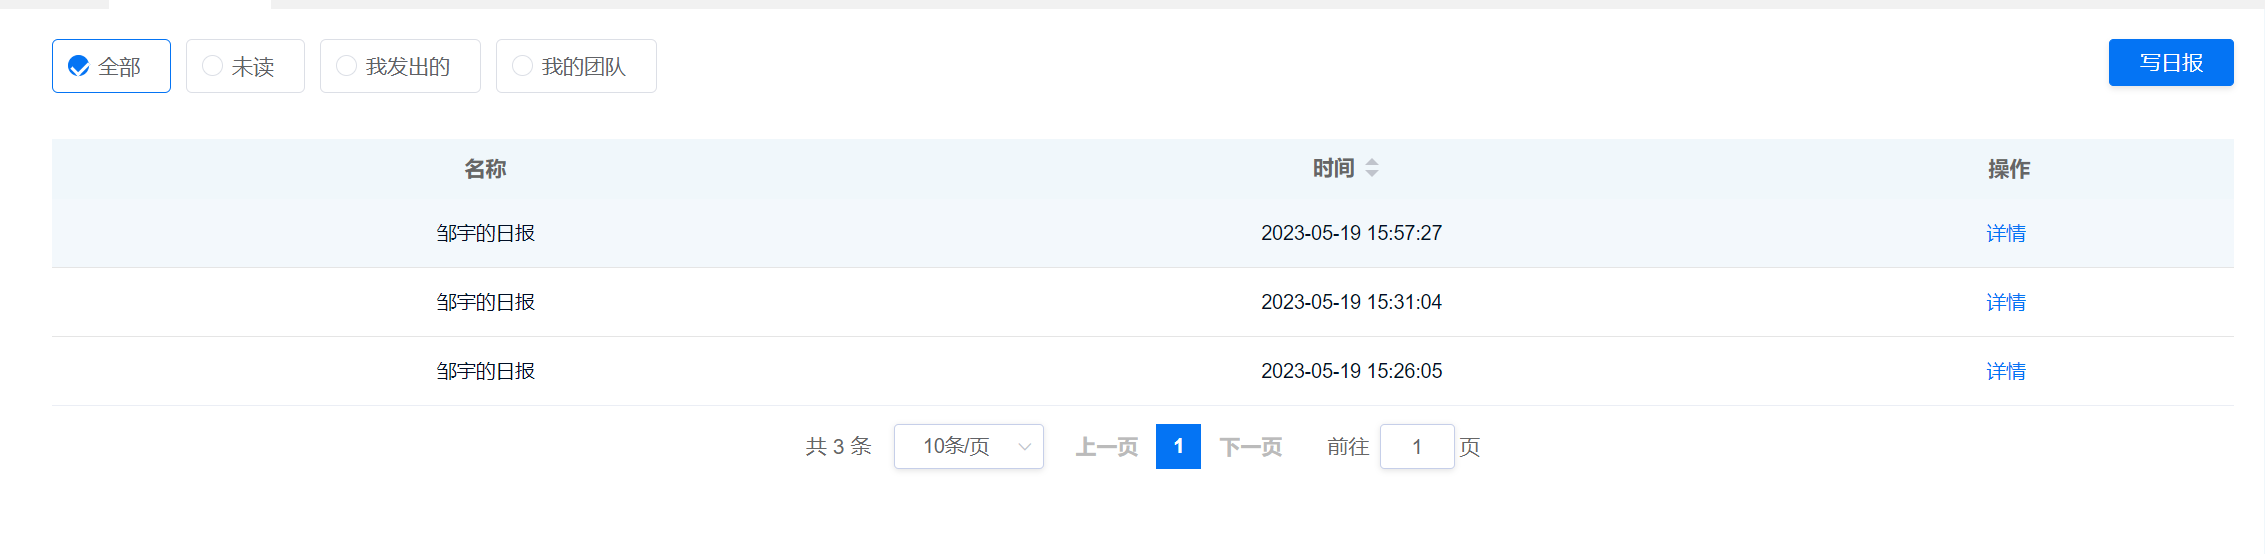 全部 未读 我发出的 我的团队 写日报
名称 时间 操作
邹宇的日报 2023-05-19 15:57:27 详情
邹宇的日报 2023-05-19 15:31:04 详情
邹宇的日报 2023-05-19 15:26:05 详情
共 3 条 10条/页 上一页 1 下一页 前往 1 页